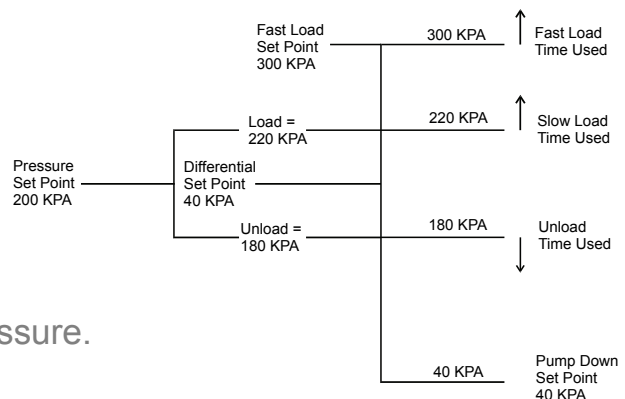 Fast Load
Set Point
300 KPA
300 KPA
Fast Load
Time Used
Load =
220 KPA
220 KPA
Slow Load
Time Used
Pressure
Set Point
200 KPA
Differential
Set Point
40 KPA
Unload =
180 KPA
180 KPA
Unload
Time Used
ssure.
40 KPA
Pump Down
Set Point
40 KPA